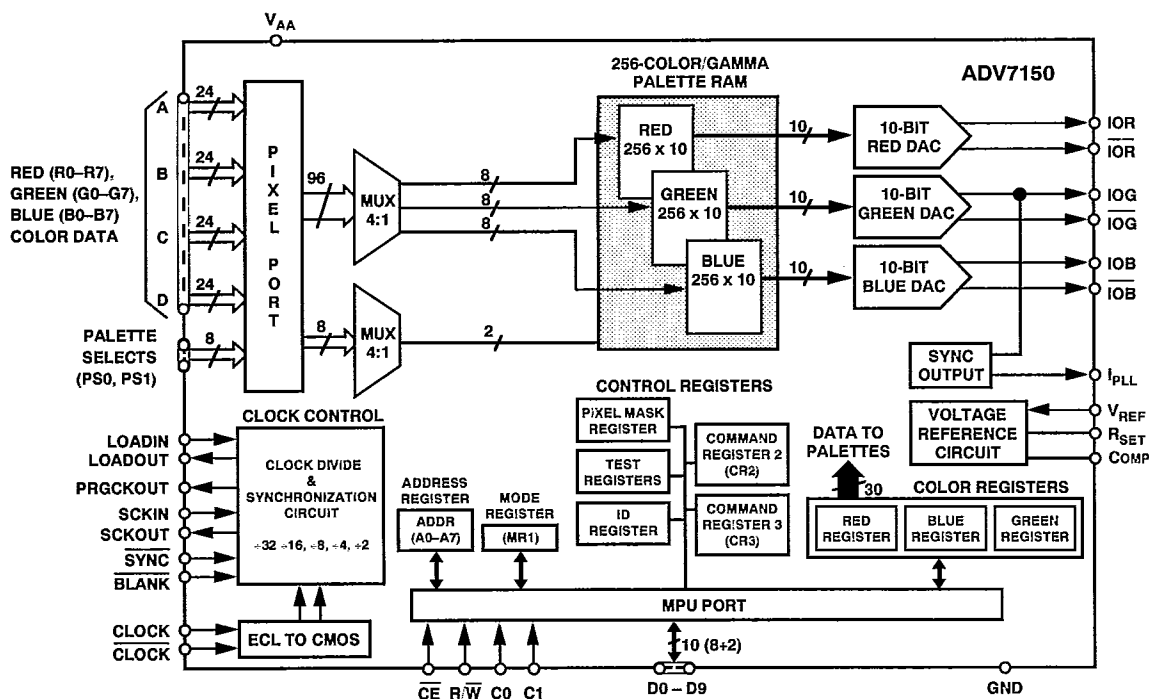 VAA
256-COLOR/GAMMA
PALETTE RAM
ADV7150
A
24
B
24
C
24
D
24
RED (R0–R7),
GREEN (G0–G7),
BLUE (B0–B7)
COLOR DATA
PALETTE
SELECTS
(PS0, PS1)
8
PIXEL PORT
96
MUX
4:1
8
8
8
8
MUX
4:1
2
RED
256 x 10
GREEN
256 x 10
BLUE
256 x 10
10
10
10
10-BIT
RED DAC
10-BIT
GREEN DAC
10-BIT
BLUE DAC
IOR
IOR
IOG
IOG
IOB
IOB
SYNC
OUTPUT
IPLL
VOLTAGE
REFERENCE
CIRCUIT
VREF
RSET
COMP
CLOCK CONTROL
LOADIN
LOADOUT
PRGCKOUT
SCKIN
SCKOUT
SYNC
BLANK
CLOCK DIVIDE
&
SYNCHRONIZATION
CIRCUIT
÷32 ÷16, ÷8, ÷4, ÷2
CLOCK
CLOCK
ECL TO CMOS
ADDRESS
REGISTER
ADDR
(A0–A7)
MODE
REGISTER
(MR1)
CONTROL REGISTERS
PIXEL MASK
REGISTER
TEST
REGISTERS
ID
REGISTER
COMMAND
REGISTER 2
(CR2)
COMMAND
REGISTER 3
(CR3)
DATA TO
PALETTES
30
COLOR REGISTERS
RED
REGISTER
BLUE
REGISTER
GREEN
REGISTER
MPU PORT
10 (8+2)
CE R/W C0 C1
D0 – D9
GND